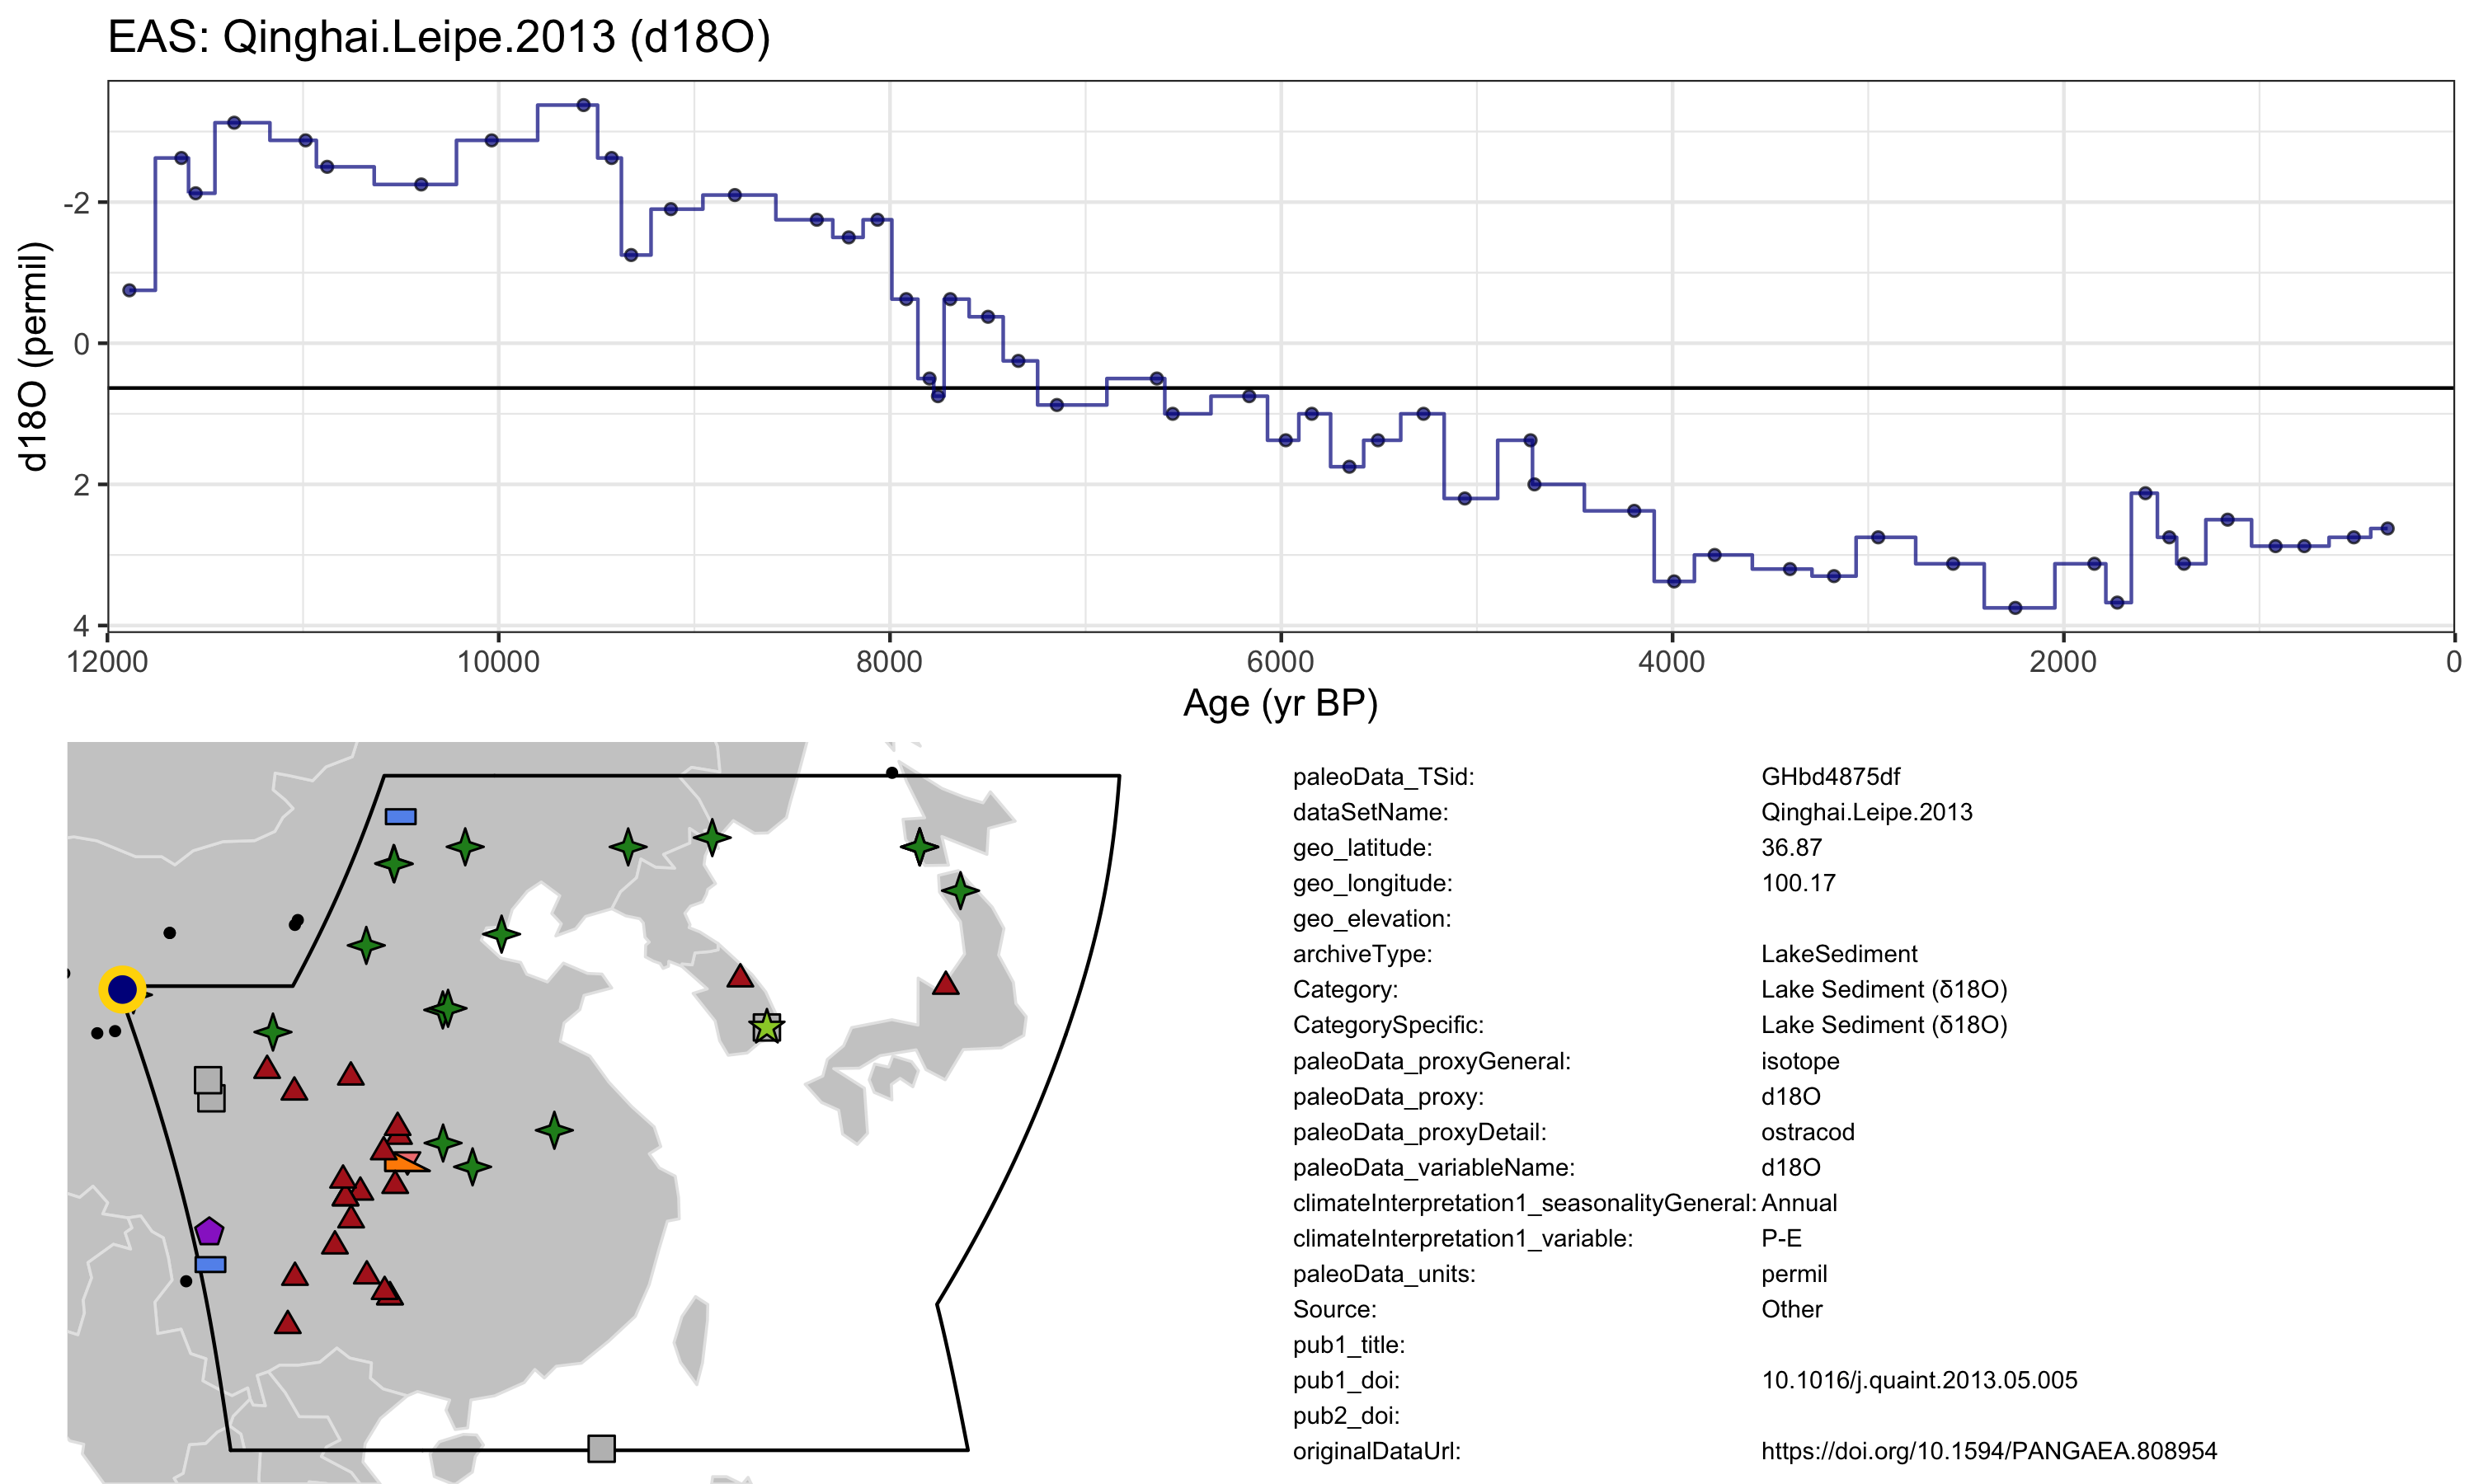 EAS: Qinghai.Leipe.2013 (d18O)
d18O (permil)
-2
0
2
4
12000 10000 8000 6000 4000 2000 0
Age (yr BP)
paleoData_TSid: GHbd4875df
dataSetName: Qinghai.Leipe.2013
geo_latitude: 36.87
geo_longitude: 100.17
geo_elevation:
archiveType: LakeSediment
Category: Lake Sediment (δ18O)
CategorySpecific: Lake Sediment (δ18O)
paleoData_proxyGeneral: isotope
paleoData_proxy: d18O
paleoData_proxyDetail: ostracod
paleoData_variableName: d18O
climateInterpretation1_seasonalityGeneral: Annual
climateInterpretation1_variable: P-E
paleoData_units: permil
Source: Other
pub1_title:
pub1_doi: 10.1016/j.quaint.2013.05.005
pub2_doi:
originalDataUrl: https://doi.org/10.1594/PANGAEA.808954